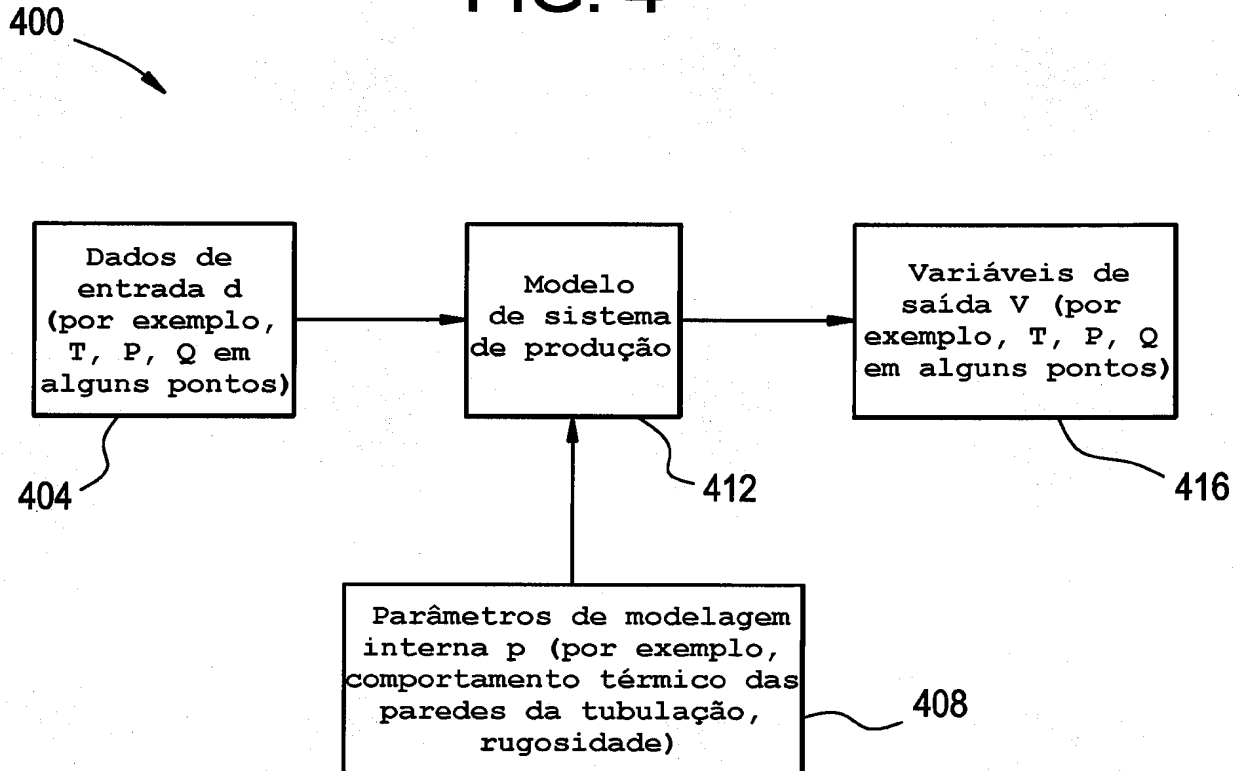 FIG. 4
400
Dados de
entrada d
(por exemplo,
T, P, Q em
alguns pontos)
404
Modelo
de sistema
de produção
412
Variáveis de
saída V (por
exemplo, T, P, Q
em alguns pontos)
416
Parâmetros de modelagem
interna p (por exemplo,
comportamento térmico das
paredes da tubulação,
rugosidade)
408